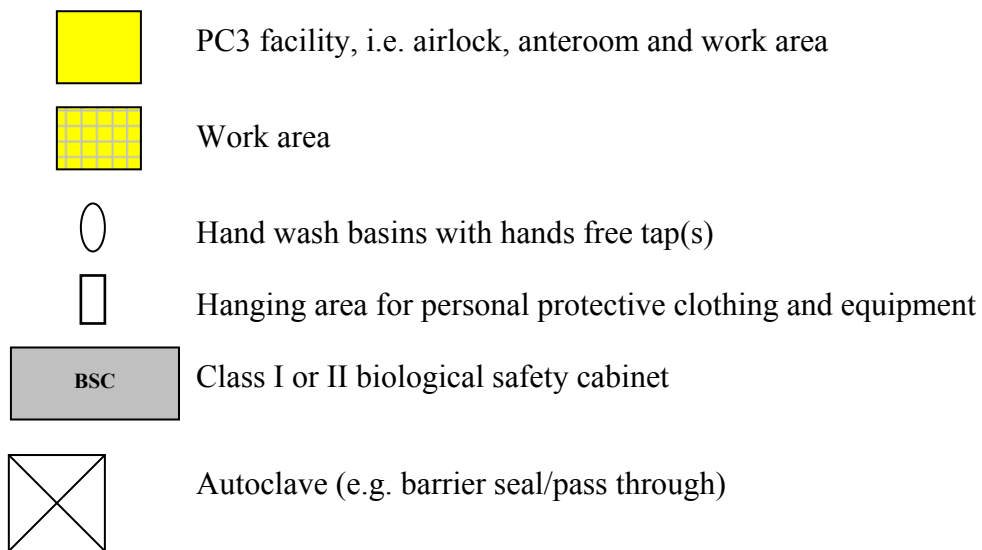 PC3 facility, i.e. airlock, anteroom and work area
Work area
Hand wash basins with hands free tap(s)
Hanging area for personal protective clothing and equipment
BSC Class I or II biological safety cabinet
Autoclave (e.g. barrier seal/pass through)